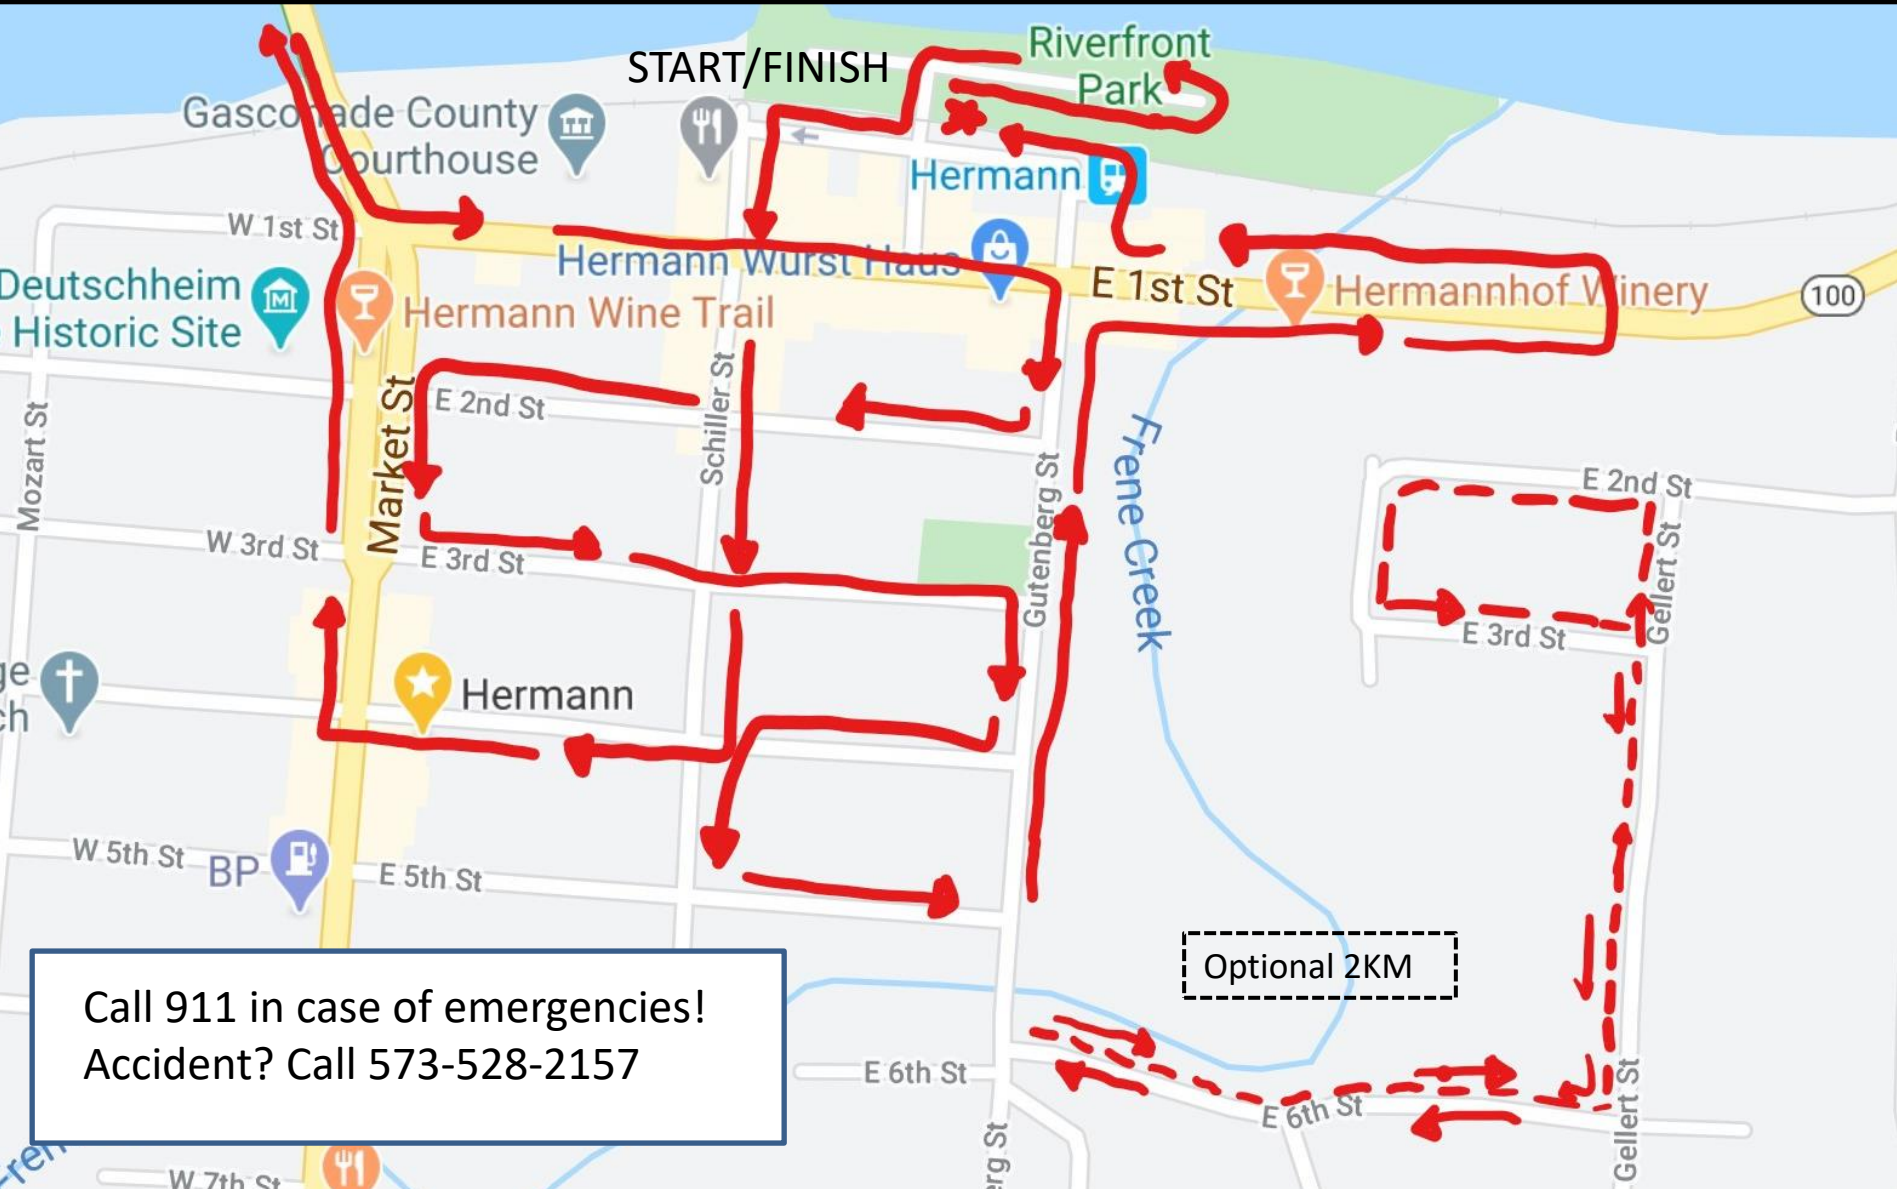 START/FINISH
Riverfront
Park
Gasconade County
Courthouse
Hermann
W 1st St
Hermann Wurst Haus
E 1st St
Hermannhof Winery
100
Deutschheim
Historic Site
Hermann Wine Trail
Market St
E 2nd St
Schiller St
Mozart St
Gutenberg St
Frene Creek
E 2nd St
Gellert St
W 3rd St
E 3rd St
E 3rd St
Hermann
W 5th St
BP
E 5th St
Optional 2KM
Call 911 in case of emergencies!
Accident? Call 573-528-2157
E 6th St
E 6th St
Gellert St
W 7th St